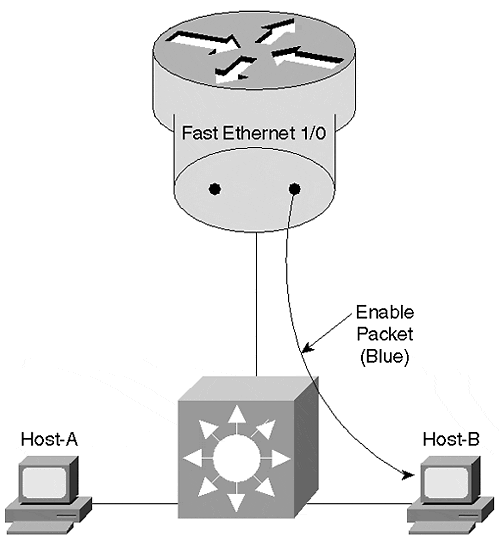 Fast Ethernet 1/0
Enable
Packet
(Blue)
Host-A
Host-B